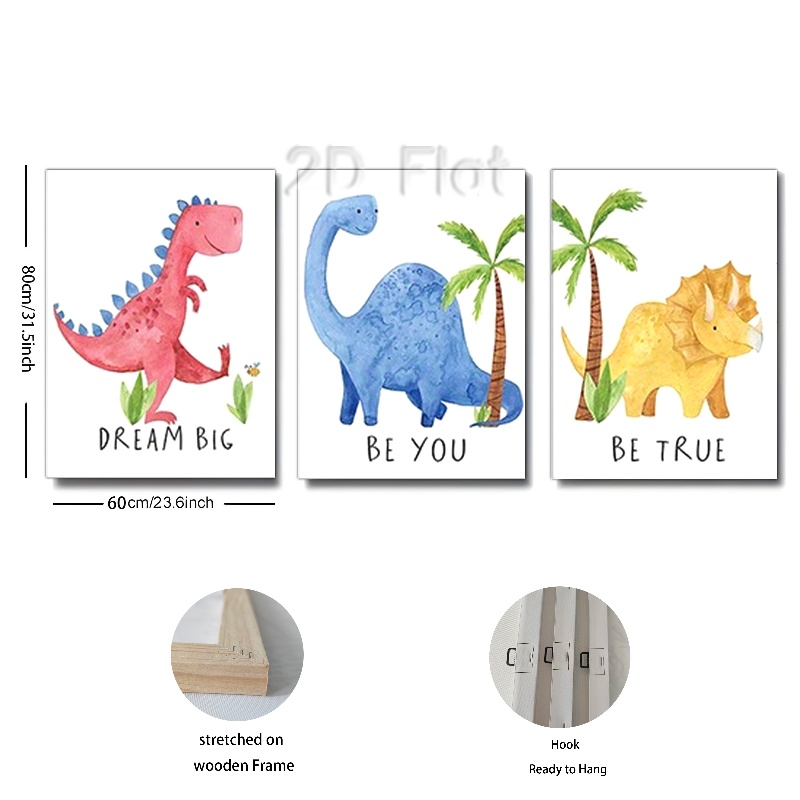 2D Flat
80cm/31.5inch
DREAM BIG
BE YOU
BE TRUE
60cm/23.6inch
stretched on
wooden Frame
Hook
Ready to Hang